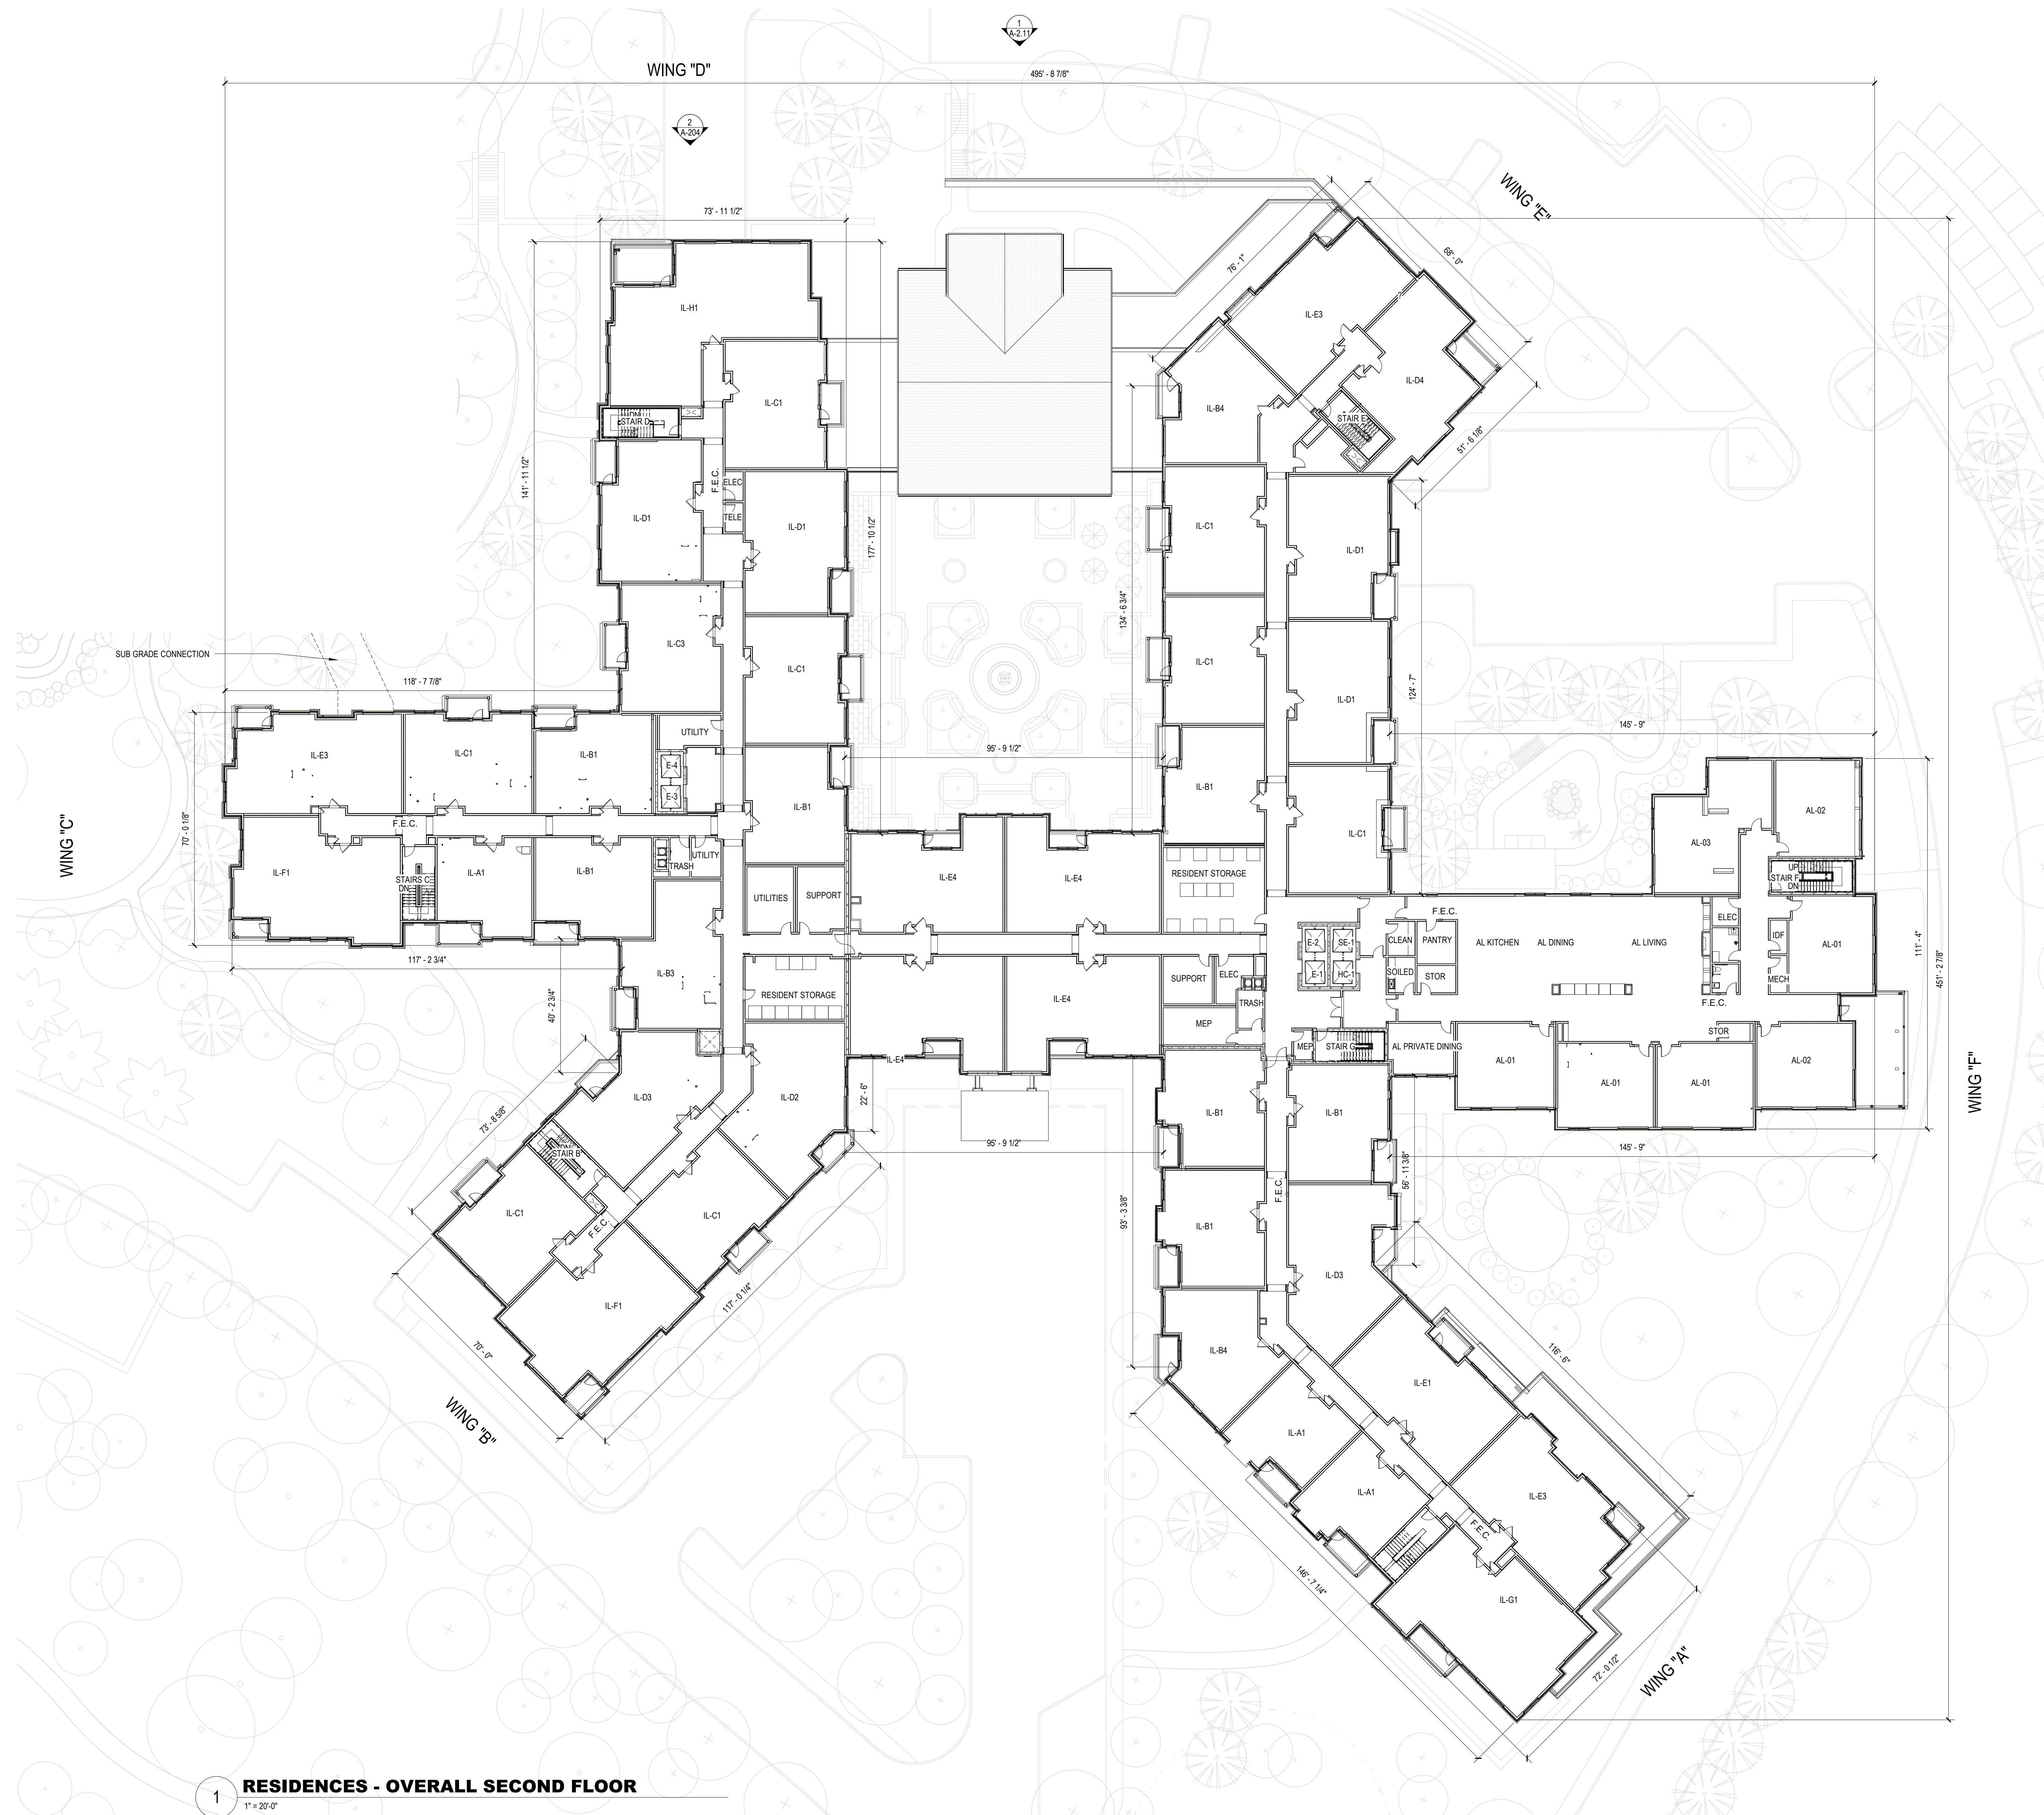 1
A-2.11
WING "D"
495' - 8 7/8"
2
A-204
WING "E"
73' - 11 1/2"
76' - 1"
68' - 0"
IL-H1
IL-E3
IL-D4
IL-C1
IL-B4
DN
STAIR D
STAIR E
51' - 6 1/8"
141' - 11 1/2"
F.E.C.
ELEC
TELE
IL-D1
IL-D1
177' - 10 1/2"
IL-C1
IL-D1
134' - 6 3/4"
IL-C3
IL-C1
IL-C1
IL-D1
124' - 7"
SUB GRADE CONNECTION
118' - 7 7/8"
145' - 9"
UTILITY
IL-E3
IL-C1
IL-B1
E-4
E-3
95' - 9 1/2"
IL-B1
IL-B1
IL-C1
AL-02
AL-03
WING "C"
70' - 0 1/8"
F.E.C.
IL-F1
STAIRS C
DN
IL-A1
IL-B1
TRASH
UTILITY
UTILITIES
SUPPORT
IL-E4
IL-E4
RESIDENT STORAGE
UP
STAIR F
DN
F.E.C.
ELEC
IDF
AL-01
E-2
SE-1
CLEAN
PANTRY
AL KITCHEN
AL DINING
AL LIVING
111' - 4"
451' - 2 7/8"
117' - 2 3/4"
IL-B3
RESIDENT STORAGE
IL-E4
SUPPORT
ELEC
E-1
HC-1
SOILED
STOR
MECH
40' - 2 3/4"
TRASH
MEP
F.E.C.
STOR
MEP
STAIR G
AL PRIVATE DINING
AL-01
AL-01
AL-01
AL-02
IL-E4
WING "F"
73' - 8 5/8"
IL-D3
IL-D2
22' - 6"
IL-B1
IL-B1
DN
STAIR B
95' - 9 1/2"
145' - 9"
56' - 11 3/8"
IL-C1
F.E.C.
IL-C1
93' - 3 3/8"
IL-B1
F.E.C.
IL-D3
IL-F1
117' - 0 1/4"
70' - 0"
IL-B4
IL-E1
116' - 6"
WING "B"
IL-A1
IL-A1
IL-E3
F.E.C.
146' - 7 1/4"
IL-G1
72' - 0 1/2"
WING "A"
1
RESIDENCES - OVERALL SECOND FLOOR
1" = 20'-0"